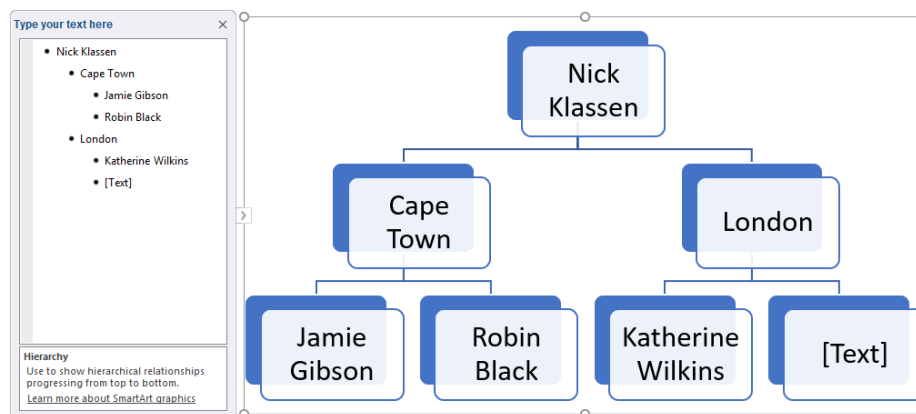 Type your text here
Nick Klassen
Cape Town
Jamie Gibson
Robin Black
London
Katherine Wilkins
[Text]
Hierarchy
Use to show hierarchical relationships
progressing from top to bottom.
Learn more about SmartArt graphics
Nick
Klassen
Cape
Town
London
Jamie
Gibson
Robin
Black
Katherine
Wilkins
[Text]